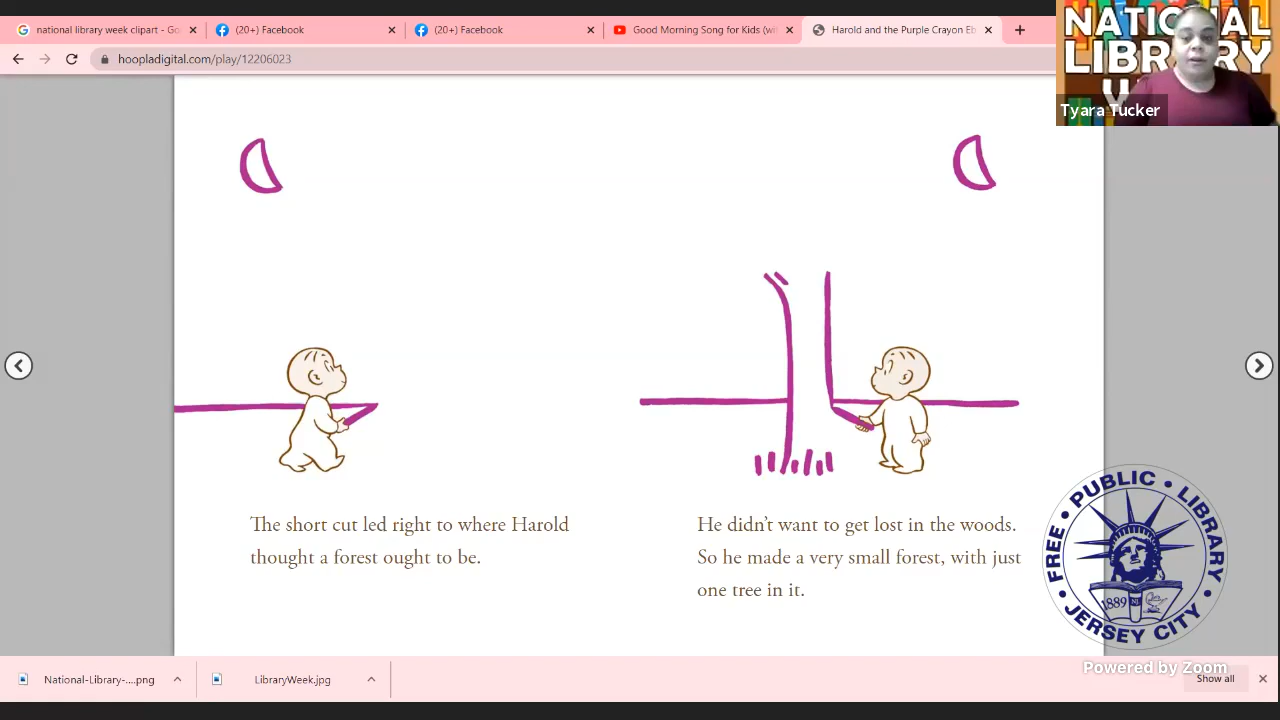 national library week clipart - Go
(20+) Facebook
(20+) Facebook
Good Morning Song for Kids (wit
Harold and the Purple Crayon Eb
hoopladigital.com/play/12206023
NATIONAL
LIBRARY
Tyara Tucker
The short cut led right to where Harold
thought a forest ought to be.
He didn't want to get lost in the woods.
So he made a very small forest, with just
one tree in it.
FREE • PUBLIC • LIBRARY
• JERSEY CITY •
1889
Powered by Zoom
National-Library-....png
LibraryWeek.jpg
Show all